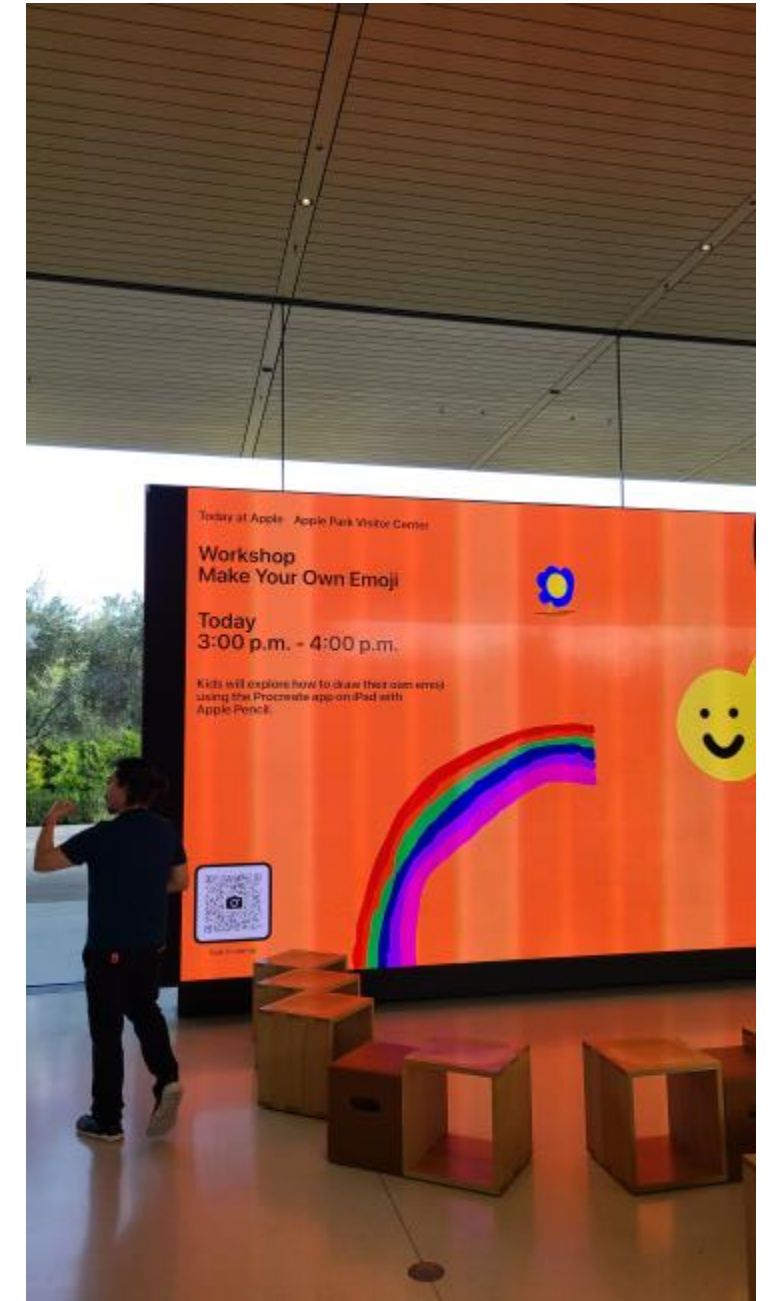 Today at Apple Apple Park Visitor Center
Workshop
Make Your Own Emoji
Today
3:00 p.m. - 4:00 p.m.
Kids will explore how to draw their own emoji
using the Procreate app on iPad with
Apple Pencil.